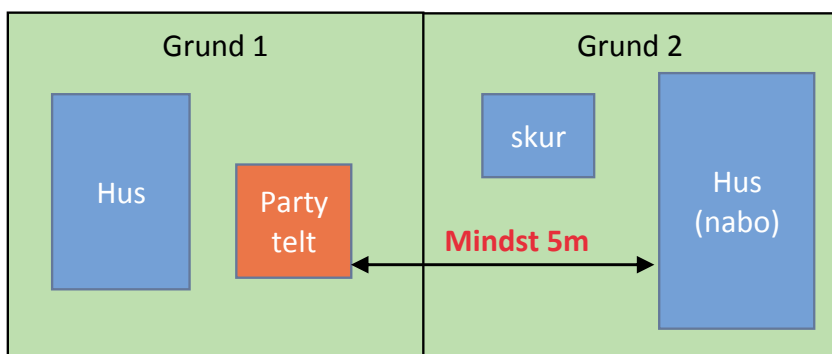 Grund 1
Grund 2
Hus
Party
telt
skur
Hus
(nabo)
Mindst 5m